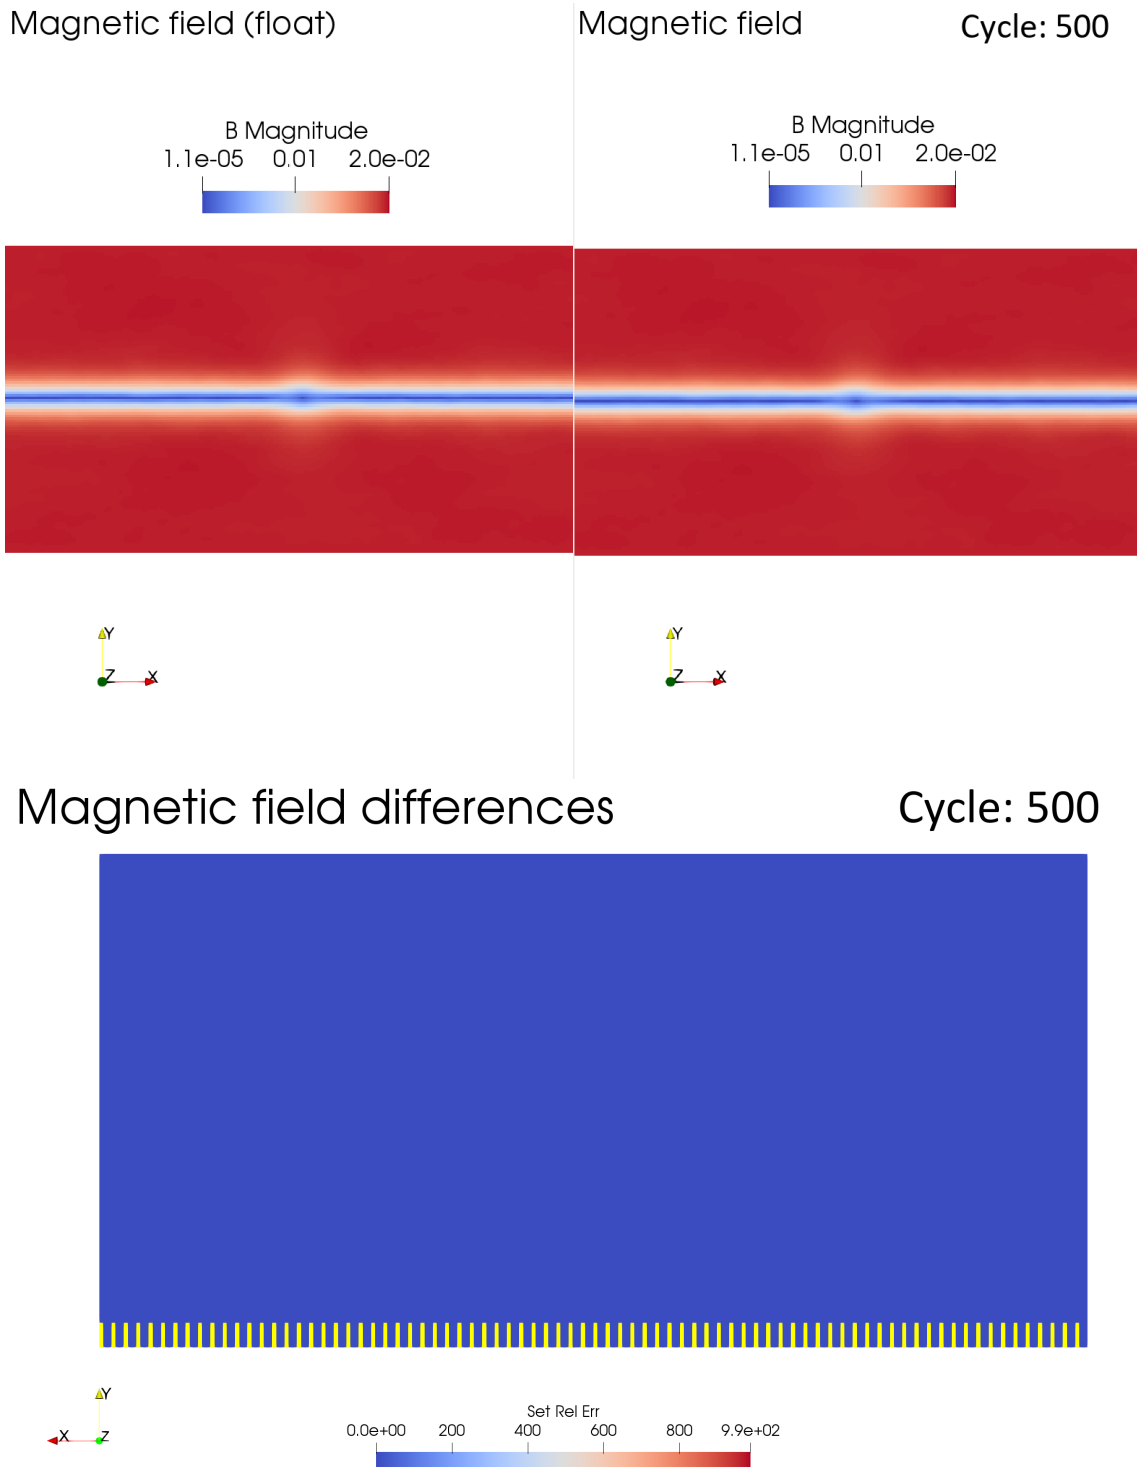 Magnetic field (float)
Magnetic field
Cycle: 500
B Magnitude
1.1e-05 0.01 2.0e-02
B Magnitude
1.1e-05 0.01 2.0e-02
Y
Z X
Y
Z X
Magnetic field differences
Cycle: 500
Y
X Z
Set Rel Err
0.0e+00 200 400 600 800 9.9e+02